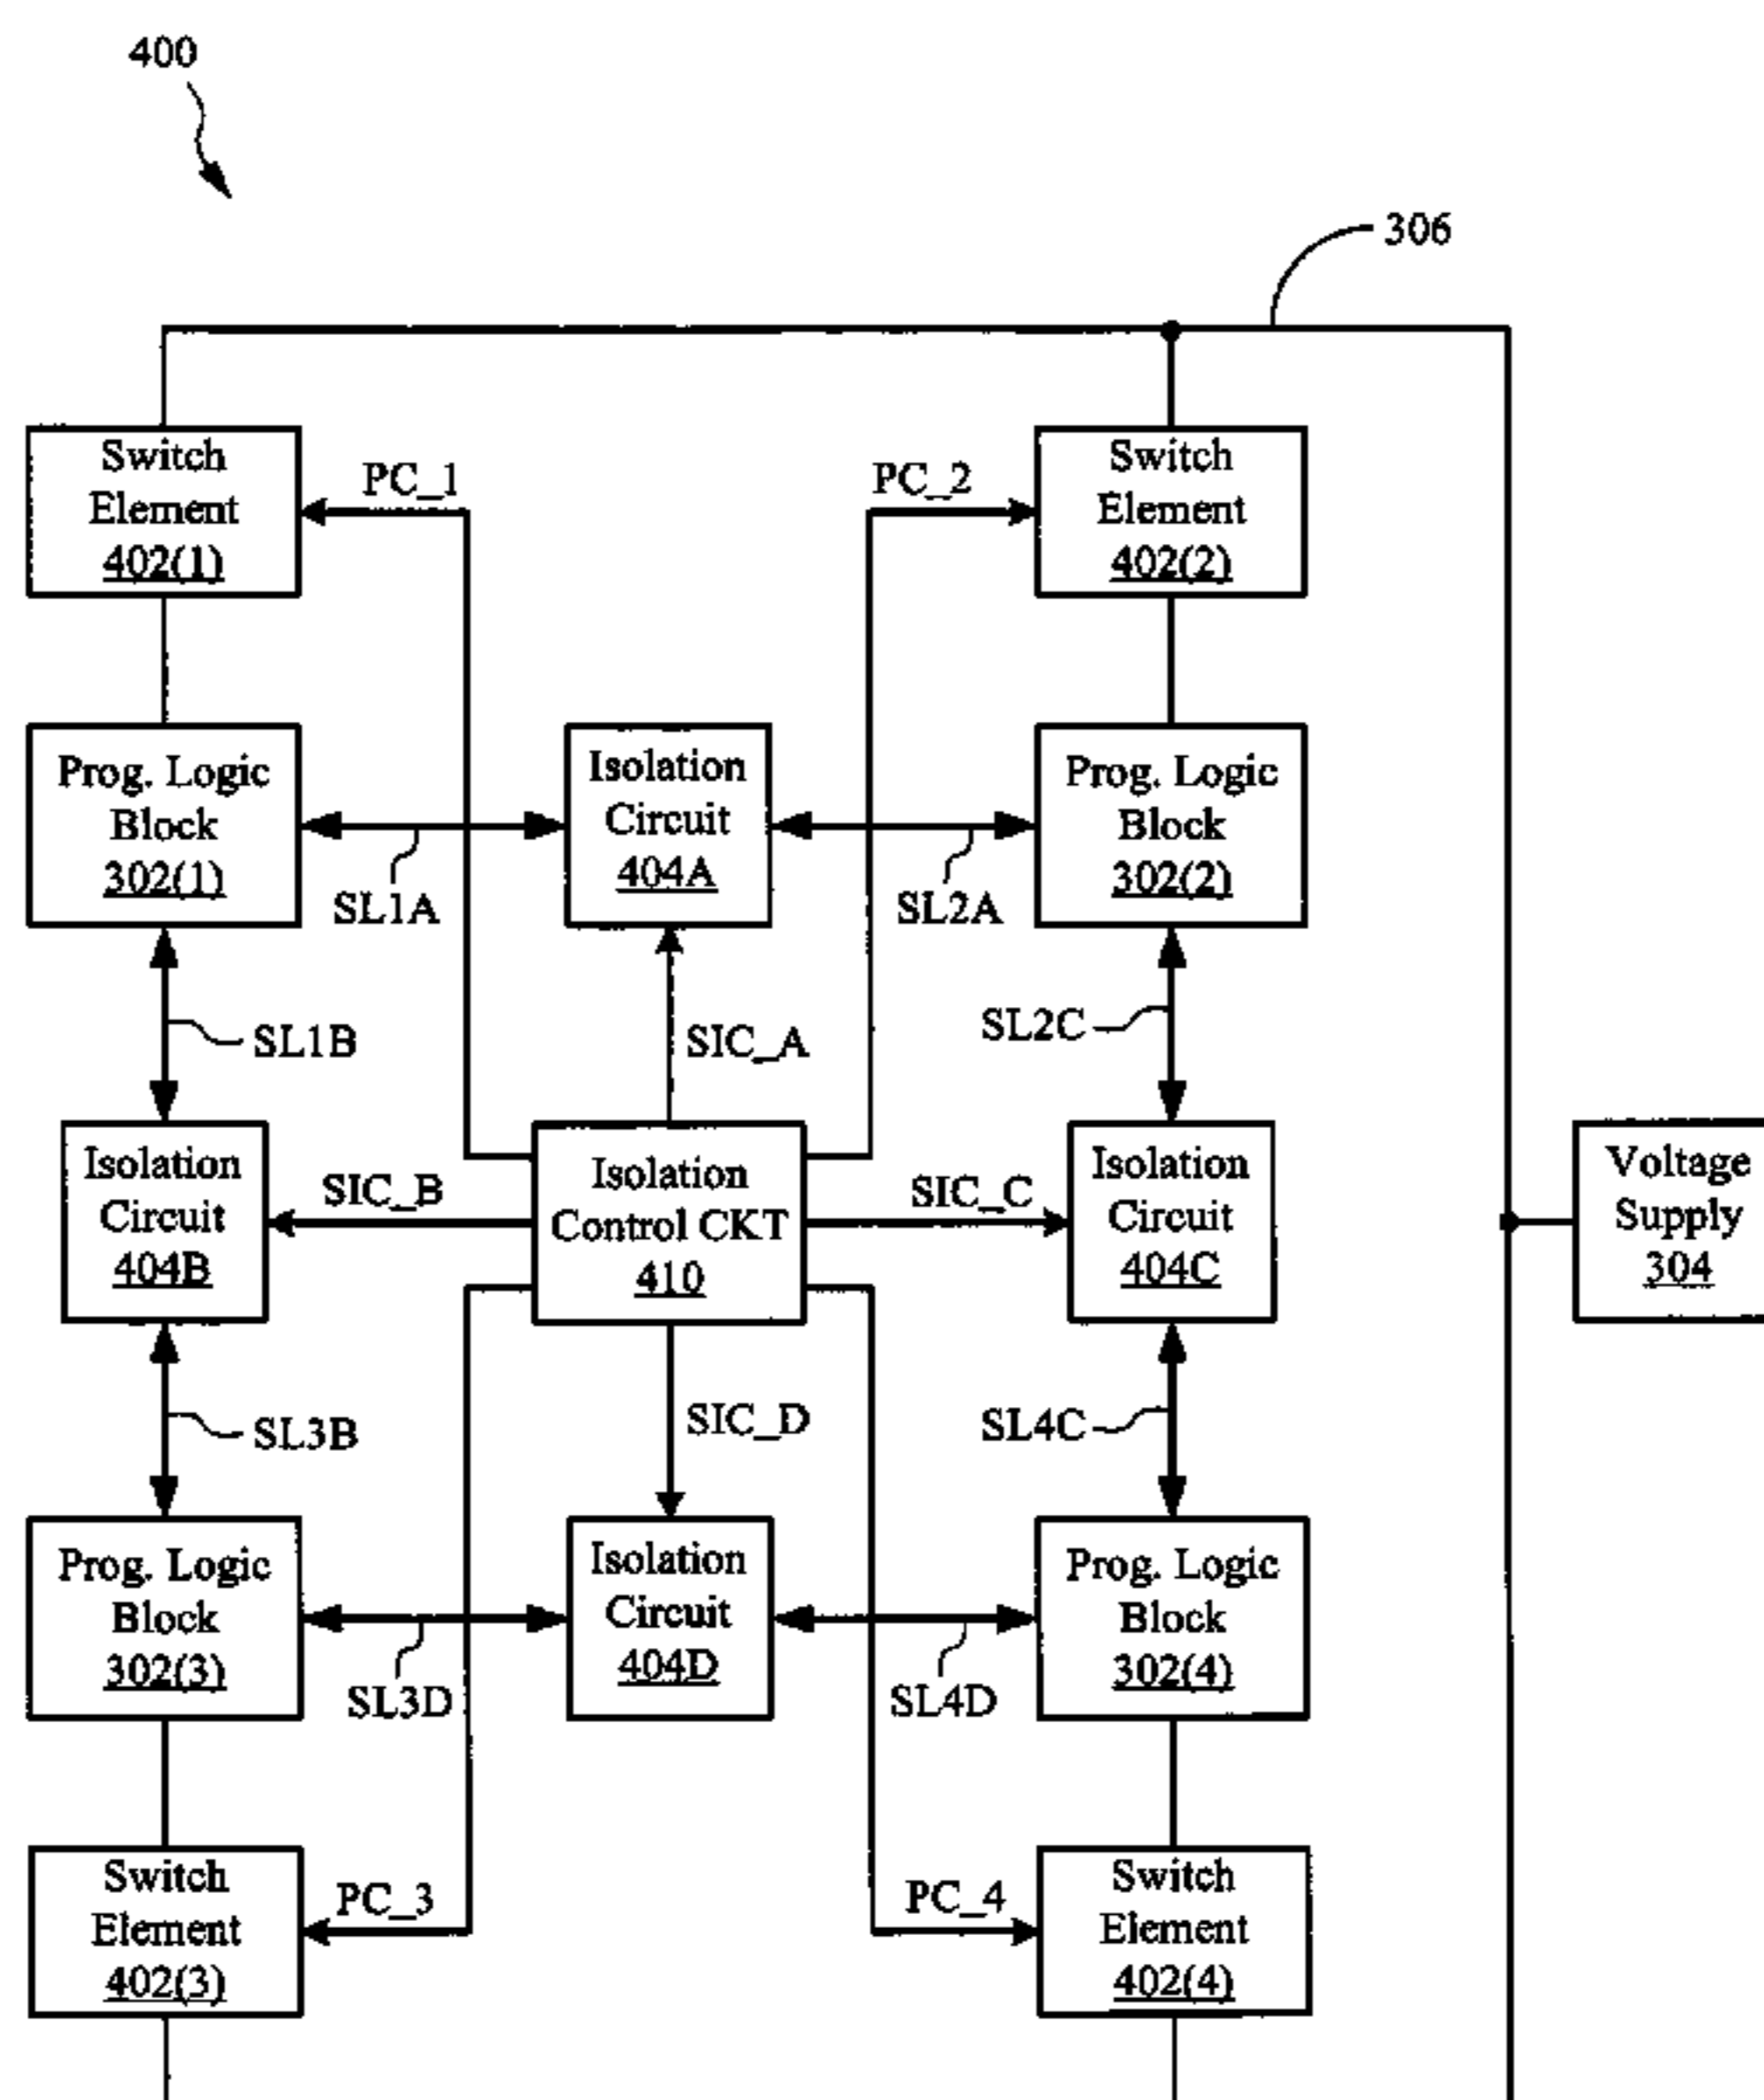 400
306
Switch
Element
402(1)
PC_1
PC_2
Switch
Element
402(2)
Prog. Logic
Block
302(1)
SL1A
Isolation
Circuit
404A
SL2A
Prog. Logic
Block
302(2)
SL1B
SIC_A
SL2C
Isolation
Circuit
404B
SIC_B
Isolation
Control CKT
410
SIC_C
Isolation
Circuit
404C
Voltage
Supply
304
SL3B
SIC_D
SL4C
Prog. Logic
Block
302(3)
SL3D
Isolation
Circuit
404D
SL4D
Prog. Logic
Block
302(4)
Switch
Element
402(3)
PC_3
PC_4
Switch
Element
402(4)